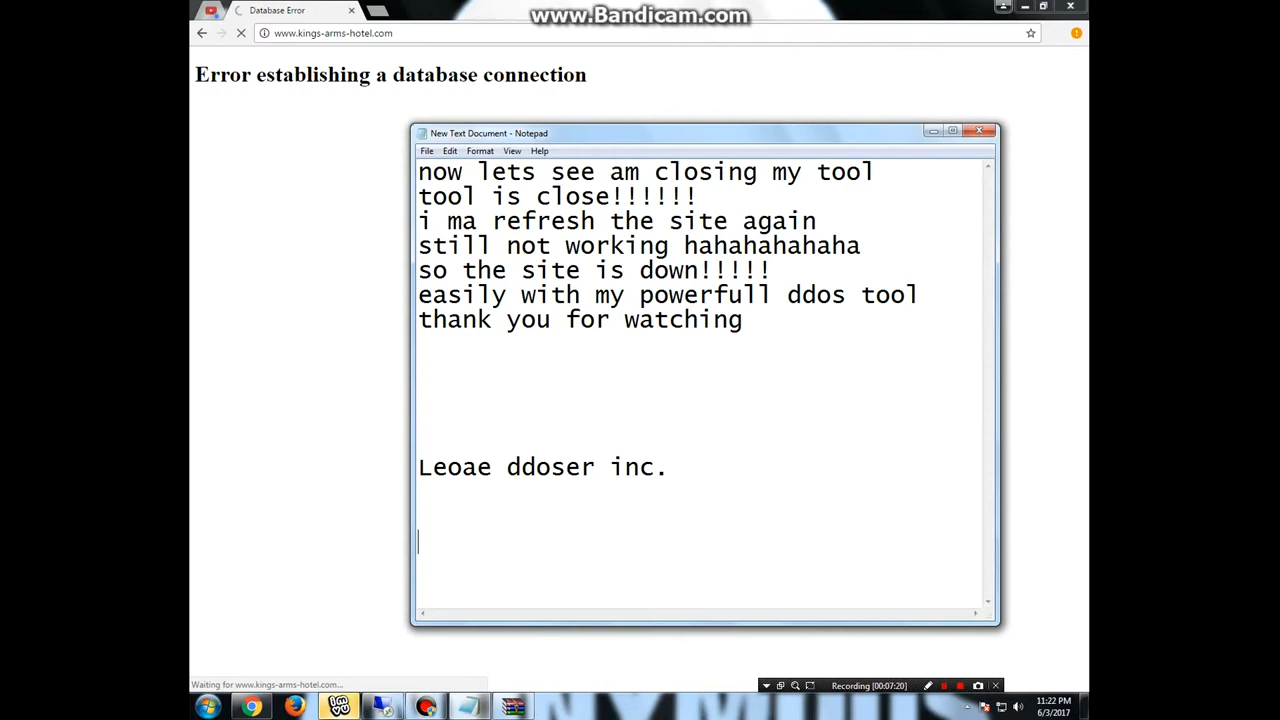 www.Bandicam.com
Database Error
www.kings-arms-hotel.com
Error establishing a database connection
New Text Document - Notepad
File Edit Format View Help
now lets see am closing my tool
tool is close!!!!!!
i ma refresh the site again
still not working hahahahahaha
so the site is down!!!!!
easily with my powerfull ddos tool
thank you for watching
Leoae ddoser inc.
Waiting for www.kings-arms-hotel.com...
Recording [00:07:20]
11:22 PM
6/3/2017